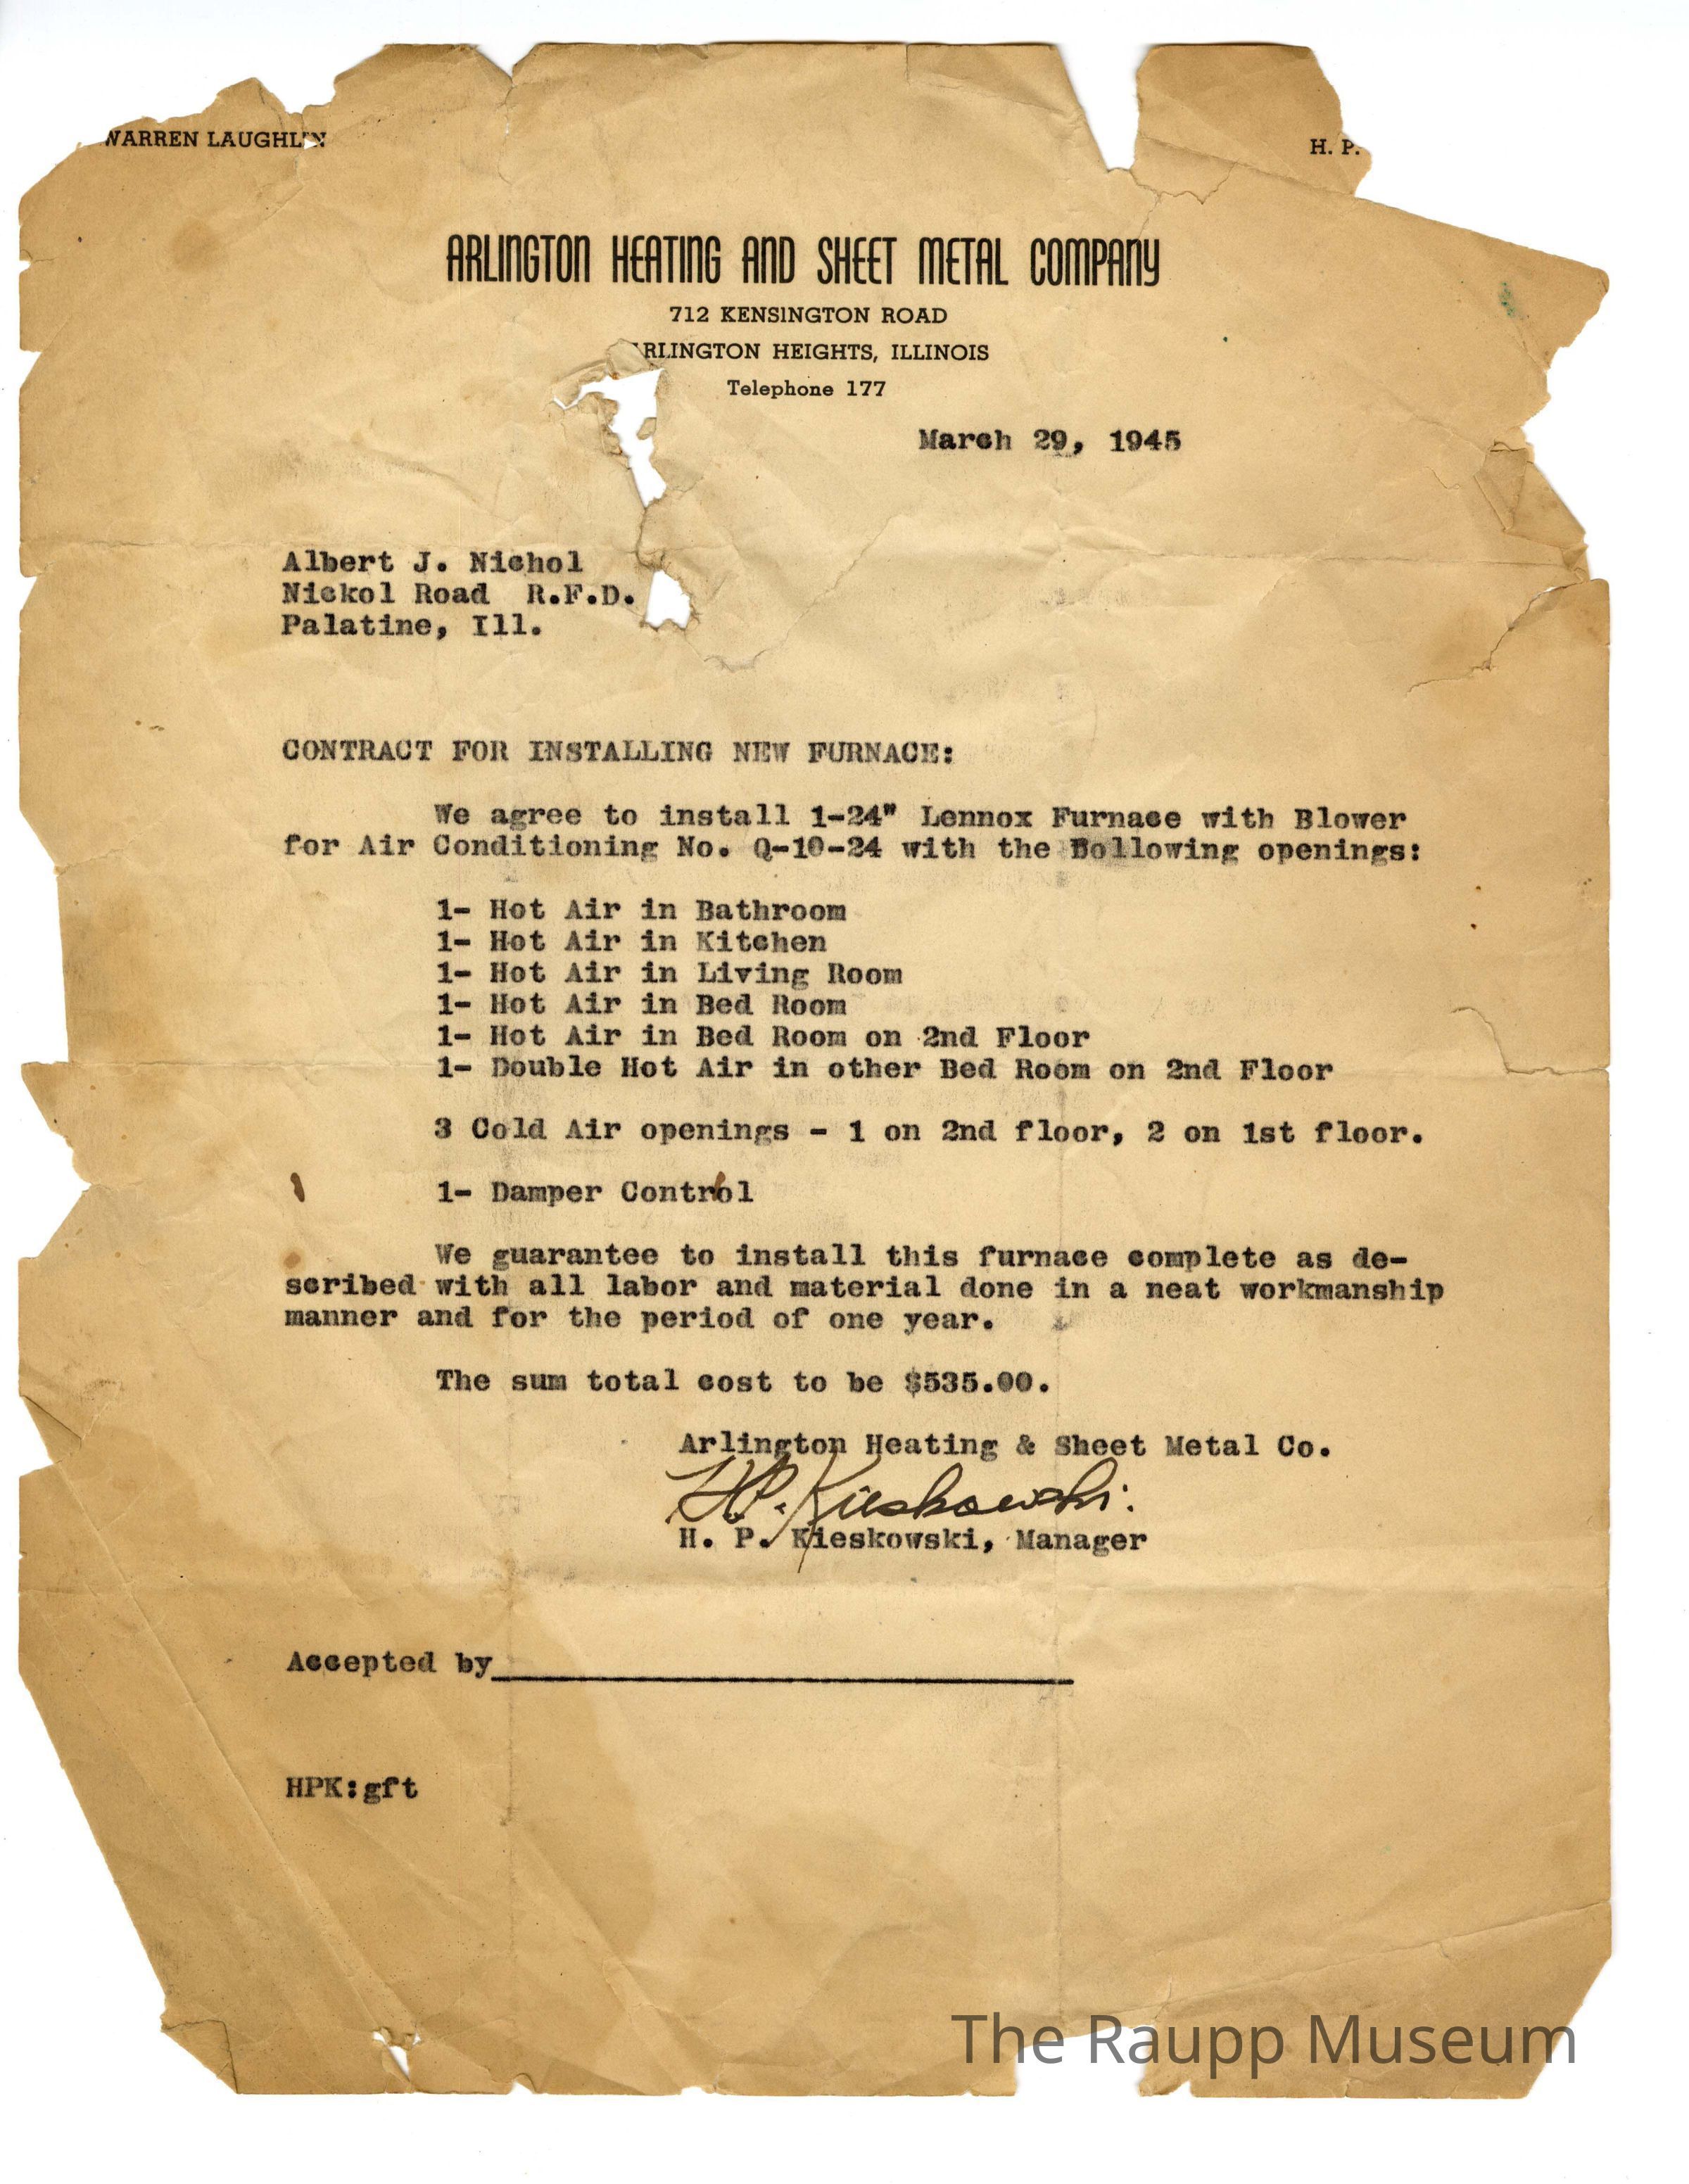 WARREN LAUGHLIN
H. P.
ARLINGTON HEATING AND SHEET METAL COMPANY
712 KENSINGTON ROAD
ARLINGTON HEIGHTS, ILLINOIS
Telephone 177
March 29, 1945
Albert J. Nichol
Nickol Road R.F.D.
Palatine, Ill.
CONTRACT FOR INSTALLING NEW FURNACE:
We agree to install 1-24" Lennox Furnace with Blower
for Air Conditioning No. Q-10-24 with the Bollowing openings:
1- Hot Air in Bathroom
1- Hot Air in Kitchen
1- Hot Air in Living Room
1- Hot Air in Bed Room
1- Hot Air in Bed Room on 2nd Floor
1- Double Hot Air in other Bed Room on 2nd Floor
3 Cold Air openings - 1 on 2nd floor, 2 on 1st floor.
1- Damper Control
We guarantee to install this furnace complete as de-
scribed with all labor and material done in a neat workmanship
manner and for the period of one year.
The sum total cost to be $535.00.
Arlington Heating & Sheet Metal Co.
H.P. Kieskowski.
H. P. Kieskowski, Manager
Accepted by
HPK:gft
The Raupp Museum